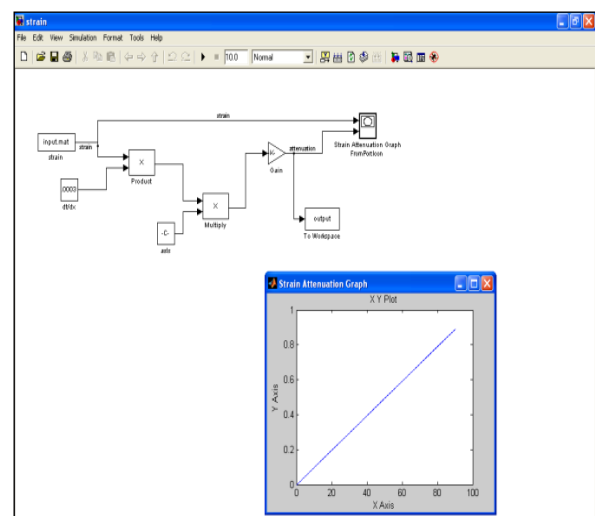 strain
File Edit View Simulation Format Tools Help
10.0 Normal
strain
input.mat
strain
strain
X
Product
.0003
dt/dx
X
Multiply
-C-
axis
-K-
Gain
attenuation
Strain Attenuation Graph
FromPortIcon
output
To Workspace
Strain Attenuation Graph
X Y Plot
1
0.8
0.6
0.4
0.2
0
Y Axis
0 20 40 60 80 100
X Axis